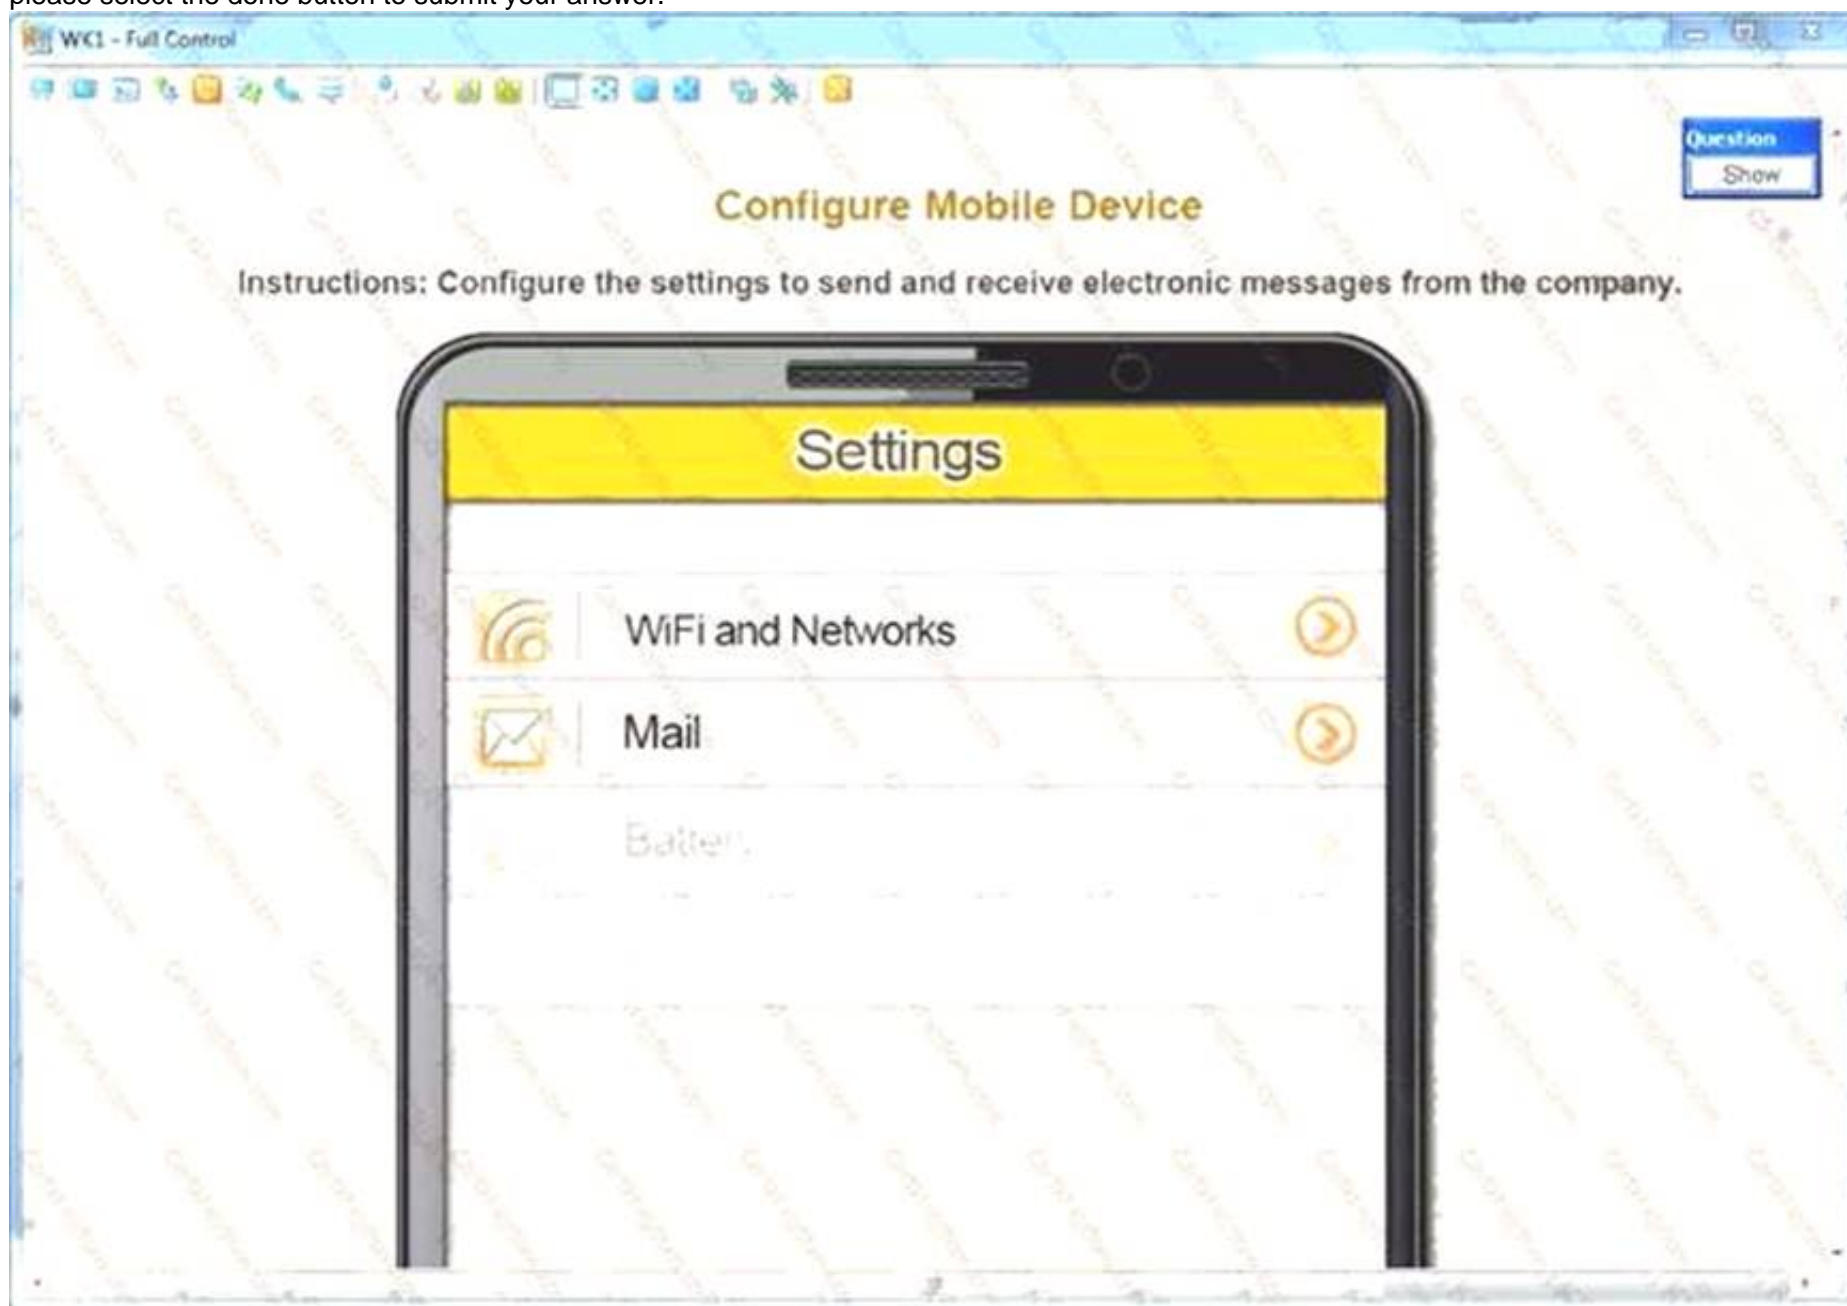 please select the done button to submit your answer.
WK1 - Full Control
Question
Show
Configure Mobile Device
Instructions: Configure the settings to send and receive electronic messages from the company.
Settings
WiFi and Networks
Mail